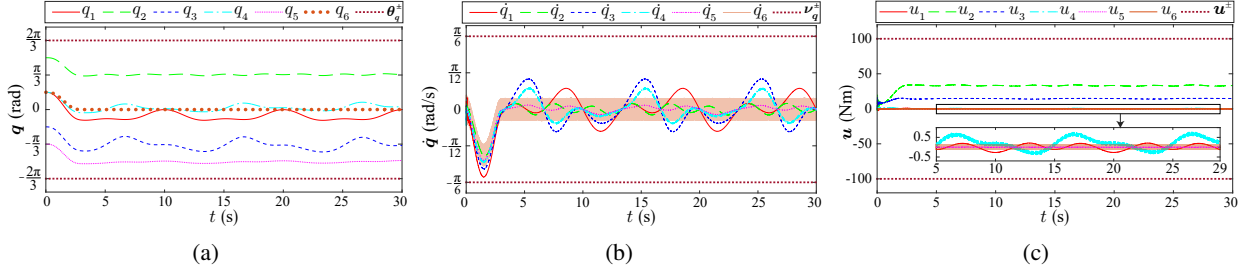 q₁ q₂ q₃ q₄ q₅ q₆ θ_q^±
2π/3
π/3
0
-π/3
-2π/3
q (rad)
0 5 10 15 20 25 30
t (s)
(a)
q̇₁ q̇₂ q̇₃ q̇₄ q̇₅ q̇₆ ν_q^±
π/6
π/12
0
-π/12
-π/6
q̇ (rad/s)
0 5 10 15 20 25 30
t (s)
(b)
u₁ u₂ u₃ u₄ u₅ u₆ u^±
100
50
0
-50
-100
u (Nm)
0.5
-0.5
5 10 15 20 25 29
0 5 10 15 20 25 30
t (s)
(c)